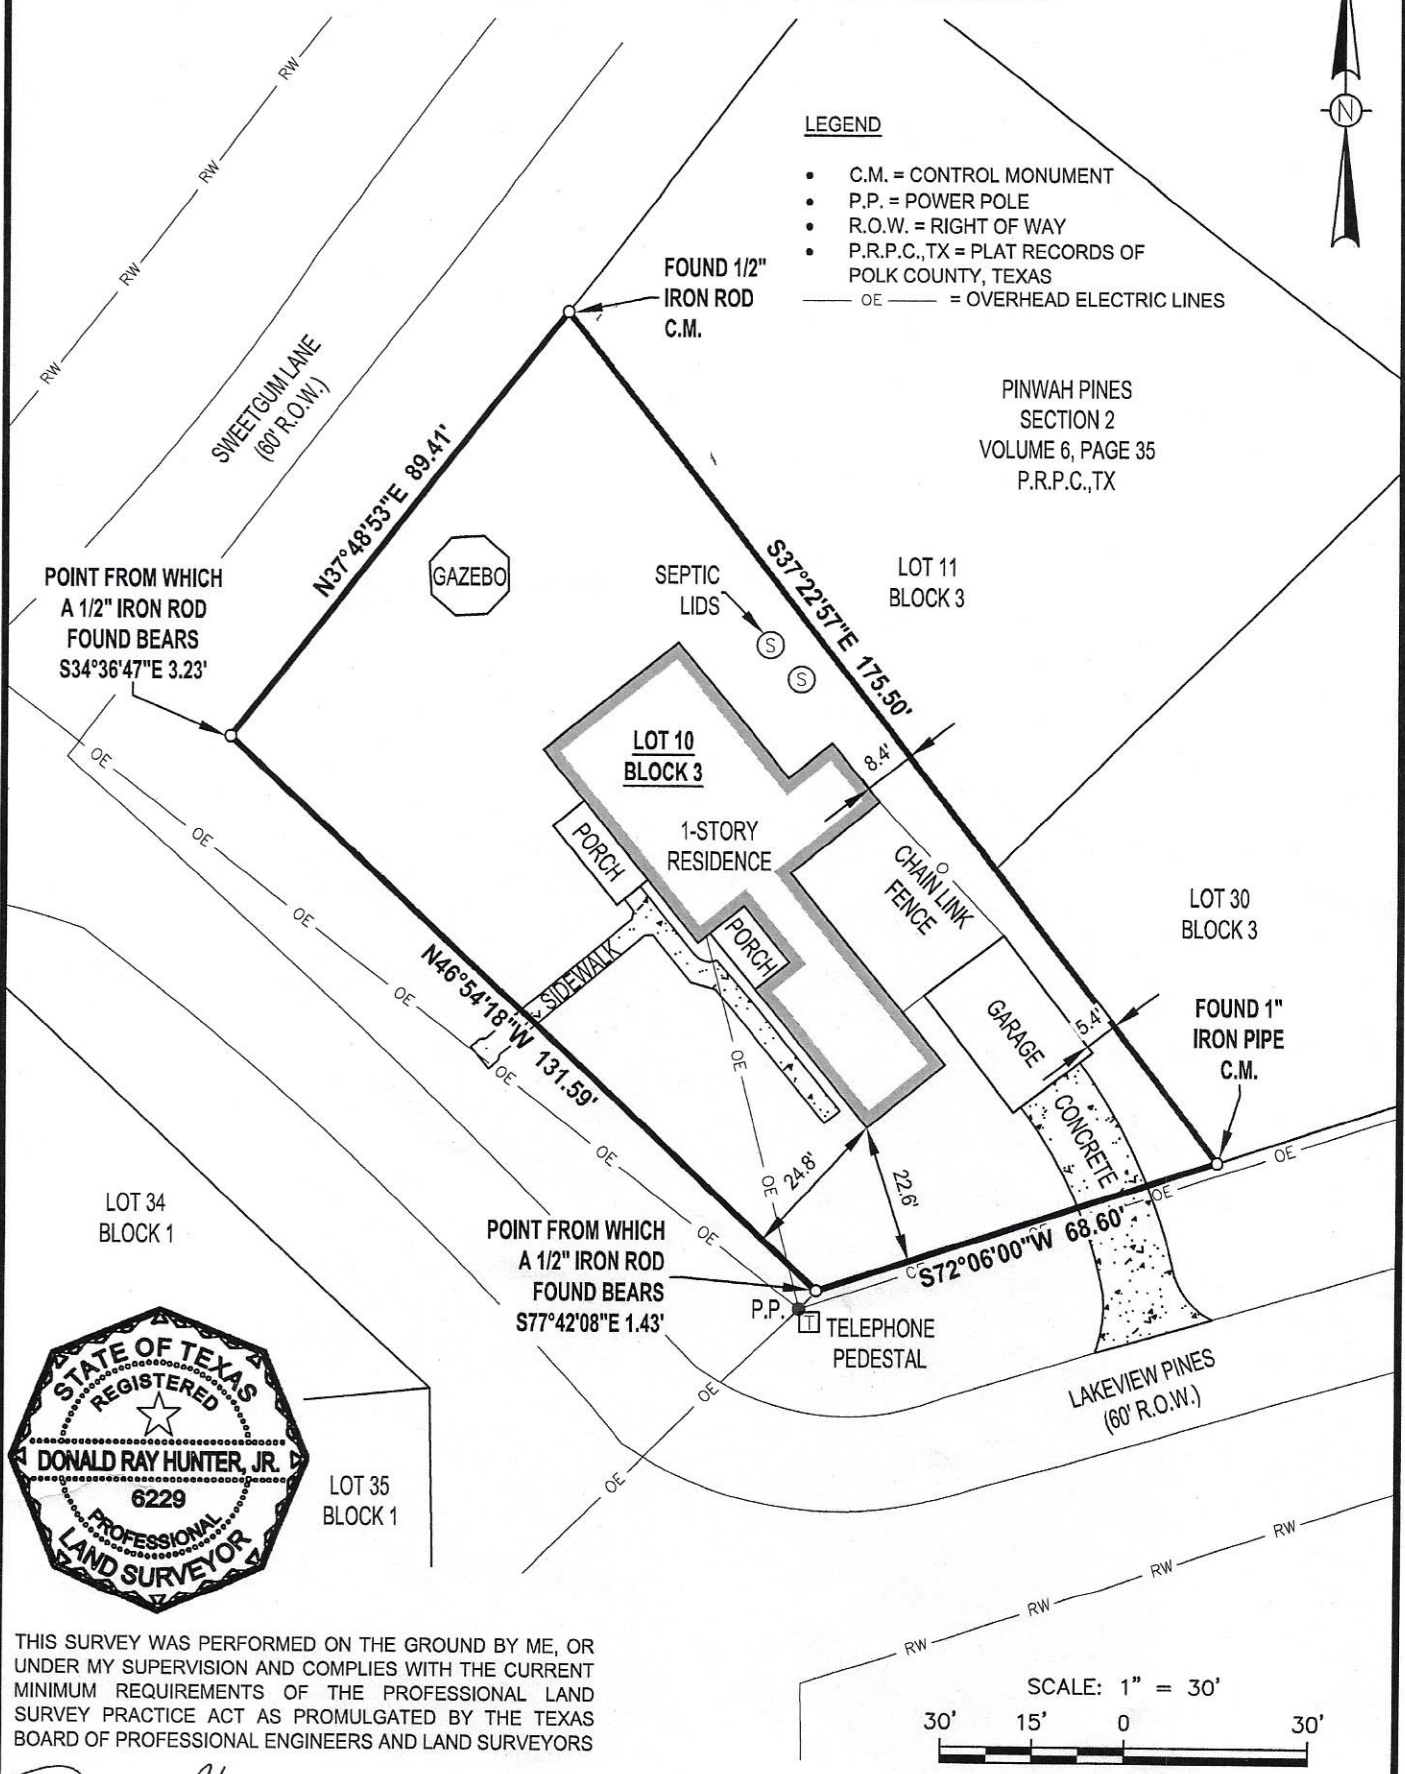 N
LEGEND
• C.M. = CONTROL MONUMENT
• P.P. = POWER POLE
• R.O.W. = RIGHT OF WAY
• P.R.P.C.,TX = PLAT RECORDS OF
POLK COUNTY, TEXAS
OE = OVERHEAD ELECTRIC LINES
RW
RW
RW
RW
SWEETGUM LANE
(60' R.O.W.)
FOUND 1/2"
IRON ROD
C.M.
PINWAH PINES
SECTION 2
VOLUME 6, PAGE 35
P.R.P.C.,TX
N37°48'53"E 89.41'
GAZEBO
SEPTIC
LIDS
S
S
S37°22'57"E 175.50'
LOT 11
BLOCK 3
POINT FROM WHICH
A 1/2" IRON ROD
FOUND BEARS
S34°36'47"E 3.23'
LOT 10
BLOCK 3
8.4'
1-STORY
RESIDENCE
PORCH
PORCH
CHAIN LINK
FENCE
O
LOT 30
BLOCK 3
OE
OE
OE
OE
OE
OE
OE
N46°54'18"W 131.59'
SIDEWALK
GARAGE
5.4'
FOUND 1"
IRON PIPE
C.M.
CONCRETE
OE
OE
24.8'
22.6'
OE
OE
OE
S72°06'00"W 68.60'
LOT 34
BLOCK 1
POINT FROM WHICH
A 1/2" IRON ROD
FOUND BEARS
S77°42'08"E 1.43'
P.P.
T
TELEPHONE
PEDESTAL
LAKEVIEW PINES
(60' R.O.W.)
OE
OE
STATE OF TEXAS
REGISTERED
DONALD RAY HUNTER, JR.
6229
PROFESSIONAL
LAND SURVEYOR
LOT 35
BLOCK 1
RW
RW
RW
RW
THIS SURVEY WAS PERFORMED ON THE GROUND BY ME, OR
UNDER MY SUPERVISION AND COMPLIES WITH THE CURRENT
MINIMUM REQUIREMENTS OF THE PROFESSIONAL LAND
SURVEY PRACTICE ACT AS PROMULGATED BY THE TEXAS
BOARD OF PROFESSIONAL ENGINEERS AND LAND SURVEYORS
SCALE: 1" = 30'
30' 15' 0 30'